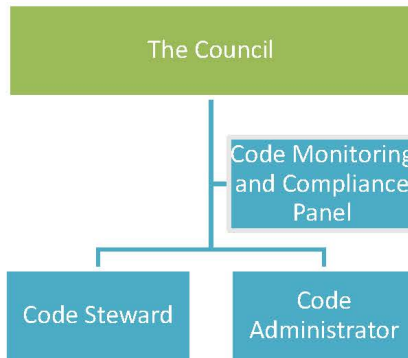 The Council
Code Monitoring
and Compliance
Panel
Code Steward
Code
Administrator